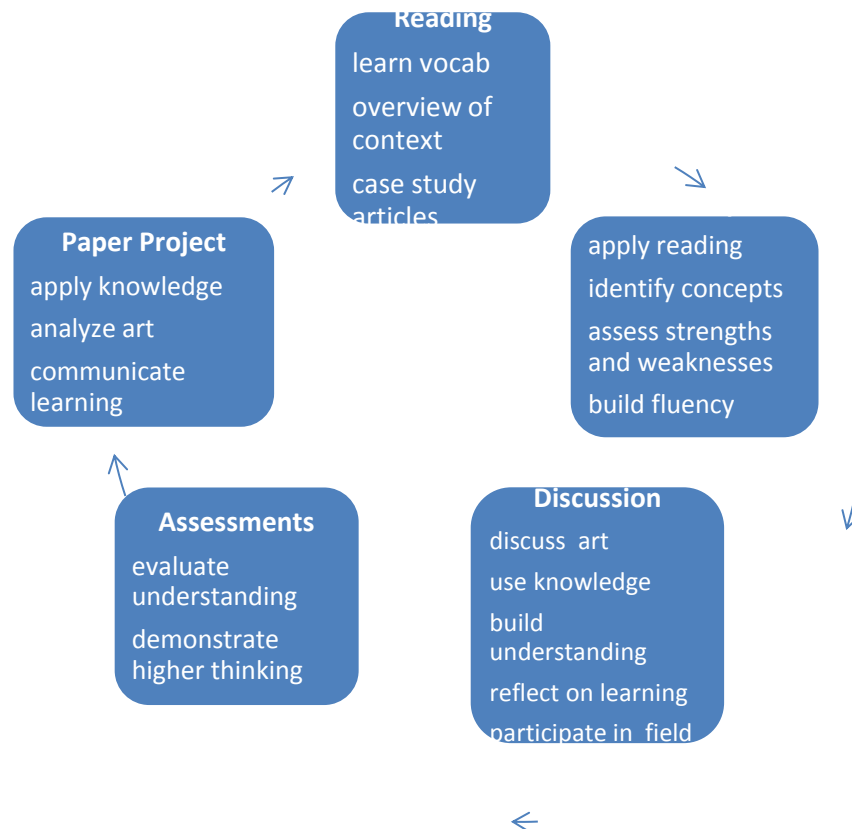 Reading
learn vocab
overview of
context
case study
articles
apply reading
identify concepts
assess strengths
and weaknesses
build fluency
Discussion
discuss art
use knowledge
build
understanding
reflect on learning
participate in field
Assessments
evaluate
understanding
demonstrate
higher thinking
Paper Project
apply knowledge
analyze art
communicate
learning